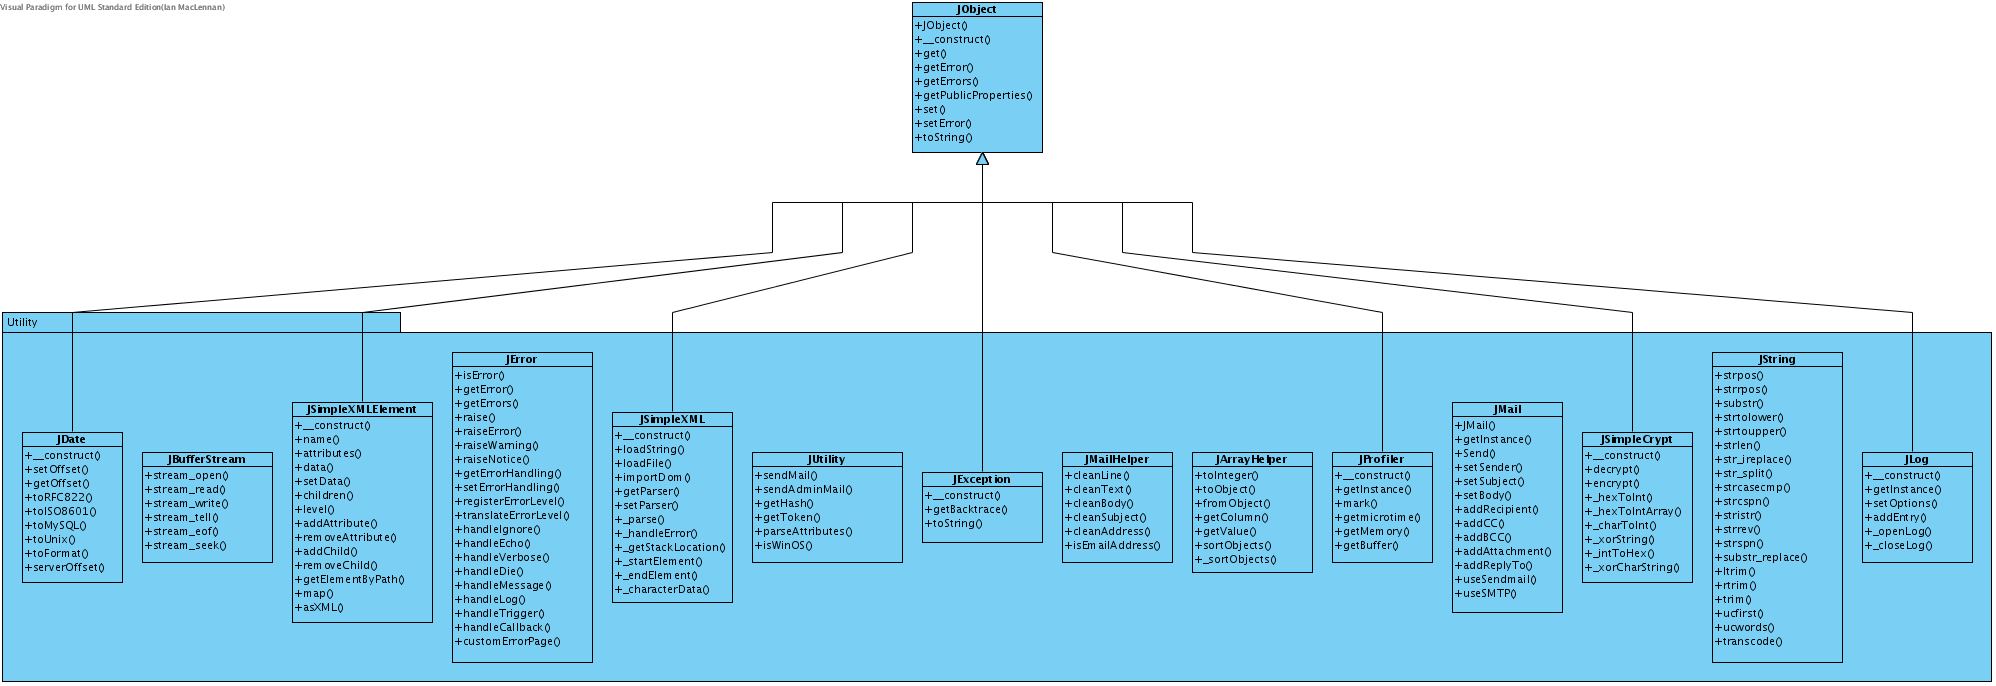 Visual Paradigm for UML Standard Edition(Ian MacLennan)
JObject
+JObject()
+__construct()
+get()
+getError()
+getErrors()
+getPublicProperties()
+set()
+setError()
+toString()
Utility
JDate
+__construct()
+setOffset()
+getOffset()
+toRFC822()
+toISO8601()
+toMySQL()
+toUnix()
+toFormat()
+serverOffset()
JBufferStream
+stream_open()
+stream_read()
+stream_write()
+stream_tell()
+stream_eof()
+stream_seek()
JSimpleXMLElement
+__construct()
+name()
+attributes()
+data()
+setData()
+children()
+level()
+addAttribute()
+removeAttribute()
+addChild()
+removeChild()
+getElementByPath()
+map()
+asXML()
JError
+isError()
+getError()
+getErrors()
+raise()
+raiseError()
+raiseWarning()
+raiseNotice()
+getErrorHandling()
+setErrorHandling()
+registerErrorLevel()
+translateErrorLevel()
+handleIgnore()
+handleEcho()
+handleVerbose()
+handleDie()
+handleMessage()
+handleLog()
+handleTrigger()
+handleCallback()
+customErrorPage()
JSimpleXML
+__construct()
+loadString()
+loadFile()
+importDom()
+getParser()
+setParser()
+_parse()
+_handleError()
+_getStackLocation()
+_startElement()
+_endElement()
+_characterData()
JUtility
+sendMail()
+sendAdminMail()
+getHash()
+getToken()
+parseAttributes()
+isWinOS()
JException
+__construct()
+getBacktrace()
+toString()
JMailHelper
+cleanLine()
+cleanText()
+cleanBody()
+cleanSubject()
+cleanAddress()
+isEmailAddress()
JArrayHelper
+toInteger()
+toObject()
+fromObject()
+getColumn()
+getValue()
+sortObjects()
+_sortObjects()
JProfiler
+__construct()
+getInstance()
+mark()
+getmicrotime()
+getMemory()
+getBuffer()
JMail
+JMail()
+getInstance()
+Send()
+setSender()
+setSubject()
+setBody()
+addRecipient()
+addCC()
+addBCC()
+addAttachment()
+addReplyTo()
+useSendmail()
+useSMTP()
JSimpleCrypt
+__construct()
+decrypt()
+encrypt()
+_hexToInt()
+_hexToIntArray()
+_charToInt()
+_xorString()
+_intToHex()
+_xorCharString()
JString
+strpos()
+strrpos()
+substr()
+strtolower()
+strtoupper()
+strlen()
+str_ireplace()
+str_split()
+strcasecmp()
+strcspn()
+stristr()
+strrev()
+strspn()
+substr_replace()
+ltrim()
+rtrim()
+trim()
+ucfirst()
+ucwords()
+transcode()
JLog
+__construct()
+getInstance()
+setOptions()
+addEntry()
+_openLog()
+_closeLog()